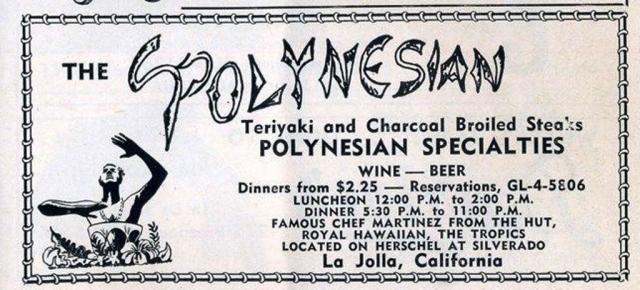 THE POLYNESIAN
Teriyaki and Charcoal Broiled Steaks
POLYNESIAN SPECIALTIES
WINE — BEER
Dinners from $2.25 — Reservations, GL-4-5806
LUNCHEON 12:00 P.M. to 2:00 P.M.
DINNER 5:30 P.M. to 11:00 P.M.
FAMOUS CHEF MARTINEZ FROM THE HUT,
ROYAL HAWAIIAN, THE TROPICS
LOCATED ON HERSCHEL AT SILVERADO
La Jolla, California